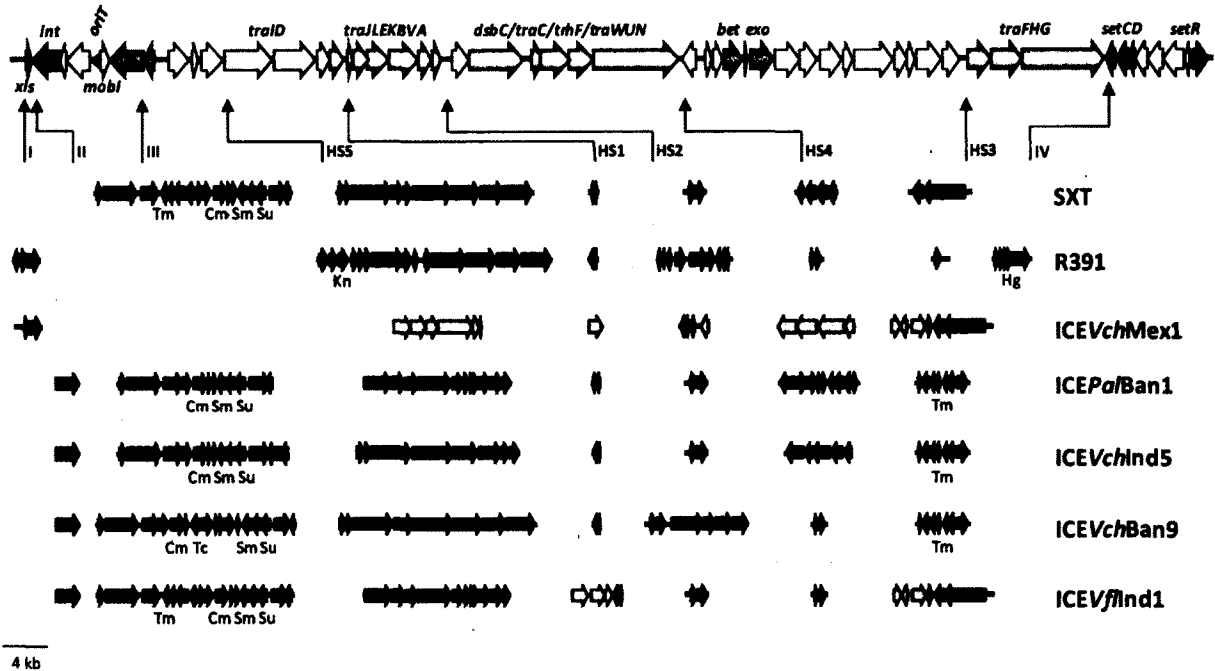 int oriT traID traJLEKBVA dsbC/traC/trhF/traWUN bet exo traFHG setCD setR
xis mobI
I II III HS5 HS1 HS2 HS4 HS3 IV
SXT
Tm Cm Sm Su
R391
Kn Hg
ICEVchMex1
ICEPalBan1
Cm Sm Su Tm
ICEVchInd5
Cm Sm Su Tm
ICEVchBan9
Cm Tc Sm Su Tm
ICEVflInd1
Tm Cm Sm Su
4 kb